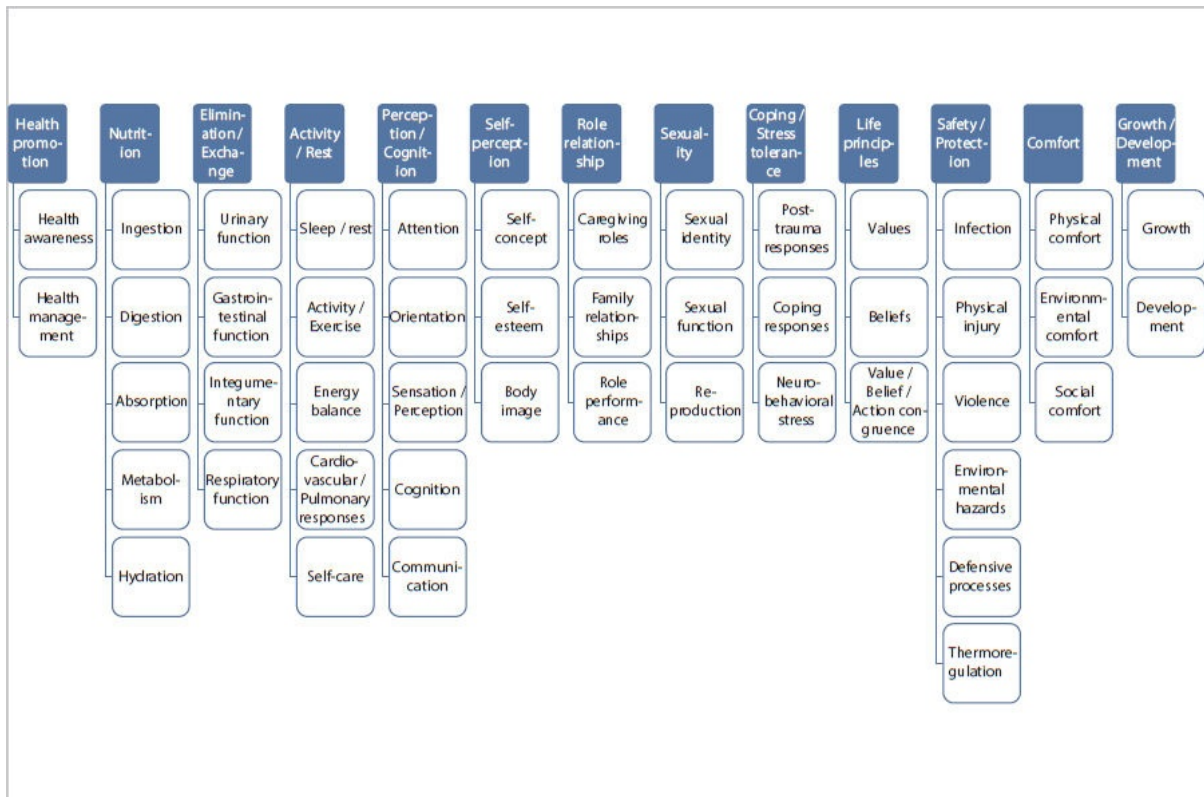 Health
promo-
tion
Health
awareness
Health
manage-
ment
Nutrit-
ion
Ingestion
Digestion
Absorption
Metabol-
ism
Hydration
Elimin-
ation /
Exchan-
ge
Urinary
function
Gastroin-
testinal
function
Integume-
ntary
function
Respiratory
function
Activity
/ Rest
Sleep / rest
Activity /
Exercise
Energy
balance
Cardio-
vascular /
Pulmonary
responses
Self-care
Perception /
Cognit-
ion
Attention
Orientation
Sensation /
Perception
Cognition
Communi-
cation
Self-
percept-
ion
Self-
concept
Self-
esteem
Body
image
Role
relation-
ship
Caregiving
roles
Family
relation-
ships
Role
perform-
ance
Sexual-
ity
Sexual
identity
Sexual
function
Re-
production
Coping /
Stress
tolera-
nce
Post-
trauma
responses
Coping
responses
Neuro-
behavioral
stress
Life
princip-
les
Values
Beliefs
Value /
Belief /
Action con-
gruence
Safety /
Protect-
ion
Infection
Physical
injury
Violence
Environ-
mental
hazards
Defensive
processes
Thermore-
gulation
Comfort
Physical
comfort
Environm-
ental
comfort
Social
comfort
Growth /
Develop-
ment
Growth
Develop-
ment